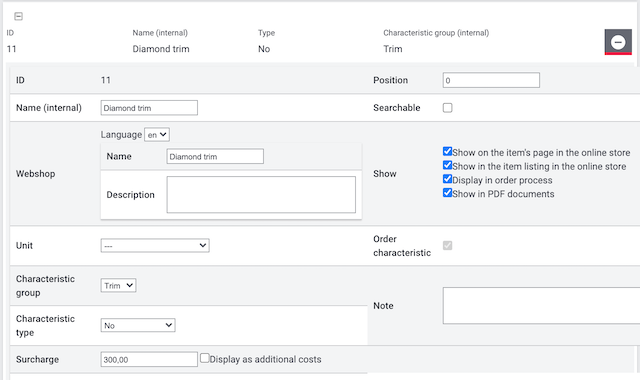 ID Name (internal) Type Characteristic group (internal)
11 Diamond trim No Trim
ID 11 Position 0
Name (internal) Diamond trim Searchable
Language en
Webshop Name Diamond trim
Description
Show Show on the item's page in the online store
Show in the item listing in the online store
Display in order process
Show in PDF documents
Unit --- Order
characteristic
Characteristic
group Trim
Note
Characteristic
type No
Surcharge 300,00 Display as additional costs